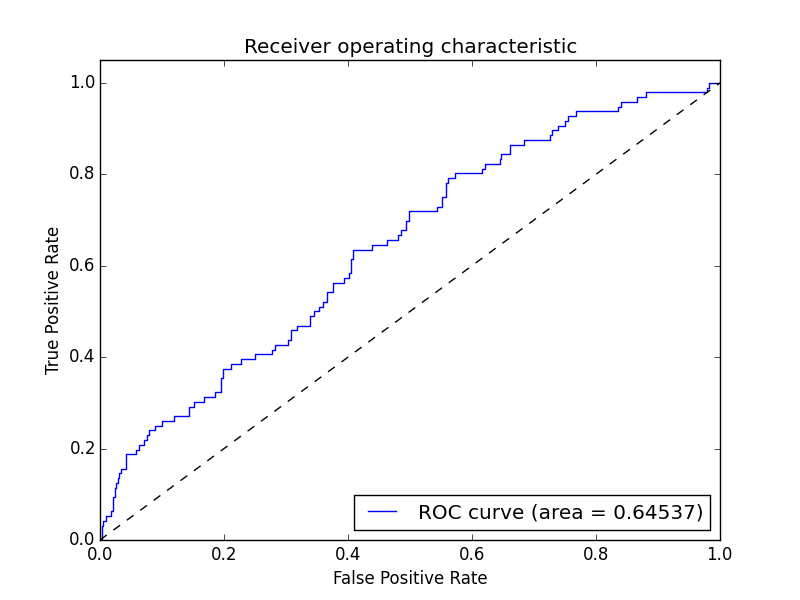 Receiver operating characteristic
1.0
0.8
0.6
0.4
0.2
0.0
True Positive Rate
ROC curve (area = 0.64537)
0.0 0.2 0.4 0.6 0.8 1.0
False Positive Rate